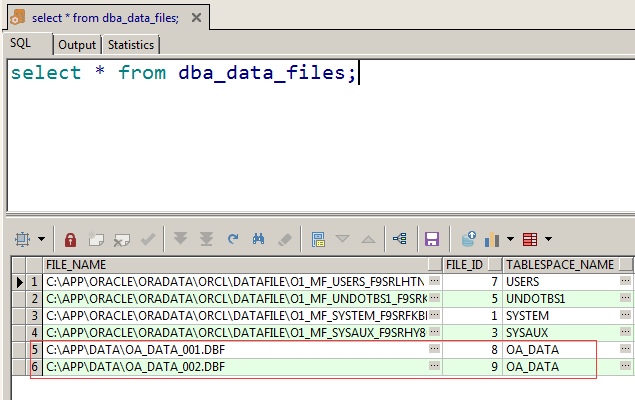 select * from dba_data_files;
SQL Output Statistics
select * from dba_data_files;
FILE_NAME FILE_ID TABLESPACE_NAME
1 C:\APP\ORACLE\ORADATA\ORCL\DATAFILE\O1_MF_USERS_F9SRLHTN 7 USERS
2 C:\APP\ORACLE\ORADATA\ORCL\DATAFILE\O1_MF_UNDOTBS1_F9SRK 5 UNDOTBS1
3 C:\APP\ORACLE\ORADATA\ORCL\DATAFILE\O1_MF_SYSTEM_F9SRFKB 1 SYSTEM
4 C:\APP\ORACLE\ORADATA\ORCL\DATAFILE\O1_MF_SYSAUX_F9SRHY8 3 SYSAUX
5 C:\APP\DATA\OA_DATA_001.DBF 8 OA_DATA
6 C:\APP\DATA\OA_DATA_002.DBF 9 OA_DATA